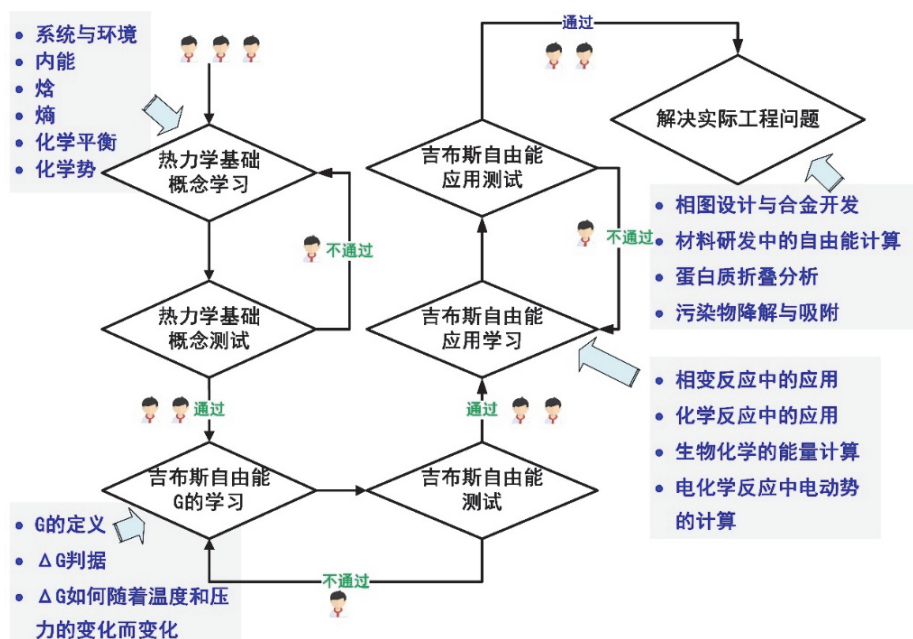 系统与环境
内能
焓
熵
化学平衡
化学势
热力学基础
概念学习
不通过
热力学基础
概念测试
通过
吉布斯自由能
G的学习
G的定义
ΔG判据
ΔG如何随着温度和压
力的变化而变化
不通过
吉布斯自由能
测试
通过
吉布斯自由能
应用学习
相变反应中的应用
化学反应中的应用
生物化学的能量计算
电化学反应中电动势
的计算
吉布斯自由能
应用测试
不通过
通过
解决实际工程问题
相图设计与合金开发
材料研发中的自由能计算
蛋白质折叠分析
污染物降解与吸附